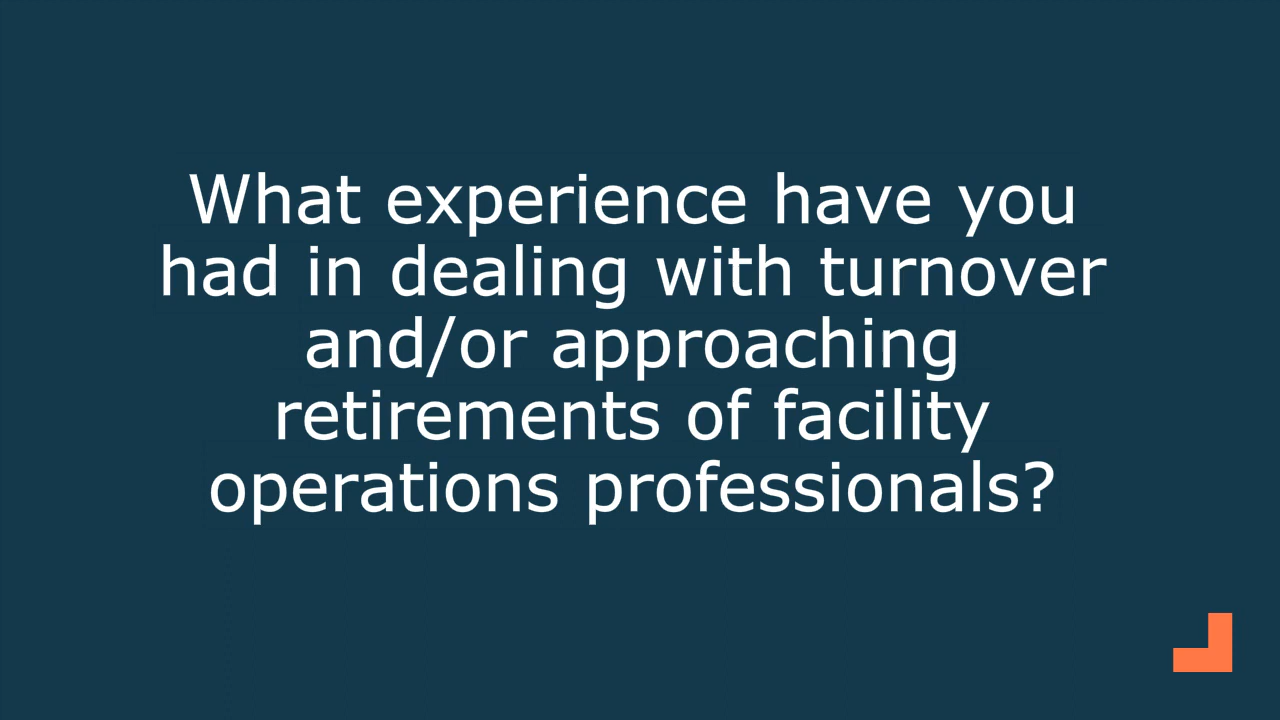 What experience have you
had in dealing with turnover
and/or approaching
retirements of facility
operations professionals?